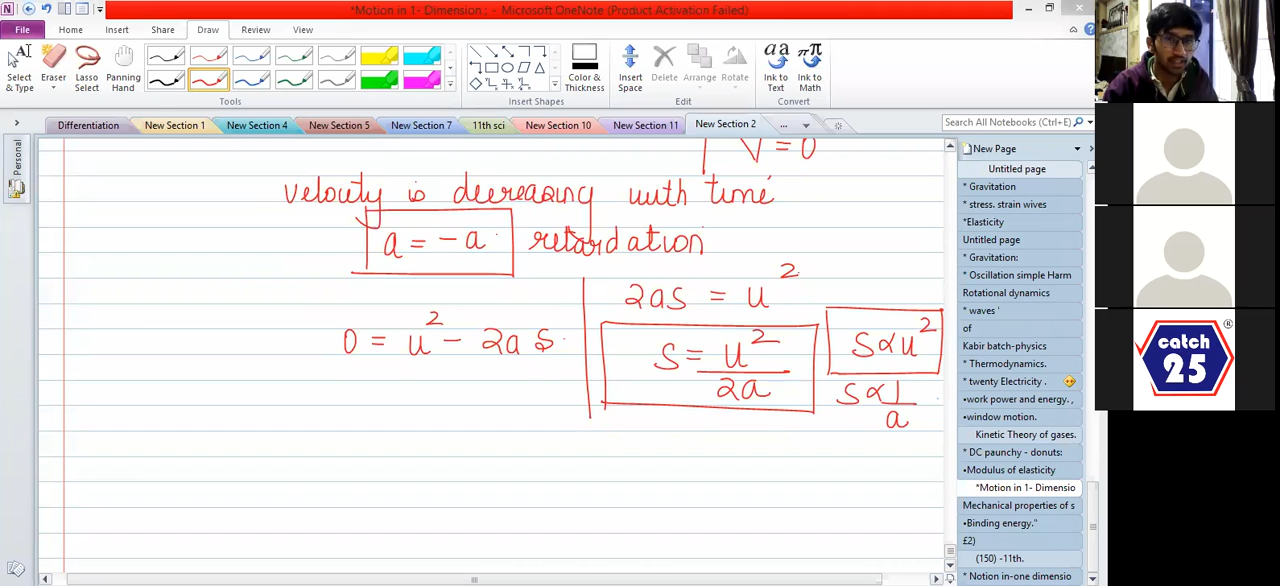 *Motion in 1- Dimension ; - Microsoft OneNote (Product Activation Failed)
File Home Insert Share Draw Review View
Select & Type
Eraser
Lasso Select
Panning Hand
Color & Thickness
Insert Space
Delete
Arrange
Rotate
Ink to Text
Ink to Math
Tools
Insert Shapes
Edit
Convert
Differentiation New Section 1 New Section 4 New Section 5 New Section 7 11th sci New Section 10 New Section 11 New Section 2 ...
Search All Notebooks (Ctrl+E)
Personal
V = 0
velocity is decreasing with time
a = - a retardation
2as = u²
0 = u² - 2a s
s = u²/2a
s ∝ u²
s ∝ 1/a
New Page
Untitled page
* Gravitation
* stress. strain wives
*Elasticity
Untitled page
* Gravitation:
* Oscillation simple Harm
Rotational dynamics
* waves '
of
Kabir batch-physics
* Thermodynamics.
* twenty Electricity .
•work power and energy. ,
•window motion.
Kinetic Theory of gases.
* DC paunchy - donuts:
•Modulus of elasticity
*Motion in 1- Dimensio
Mechanical properties of s
•Binding energy."
£2)
(150) -11th.
* Notion in-one dimensio
catch
25
®